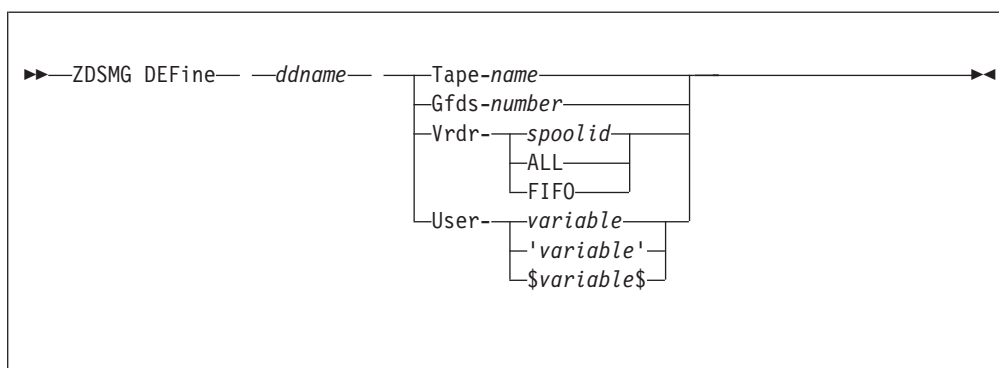 ZDSMG DEFine ddname Tape-name
Gfds-number
Vrdr- spoolid
ALL
FIFO
User- variable
'variable'
$variable$